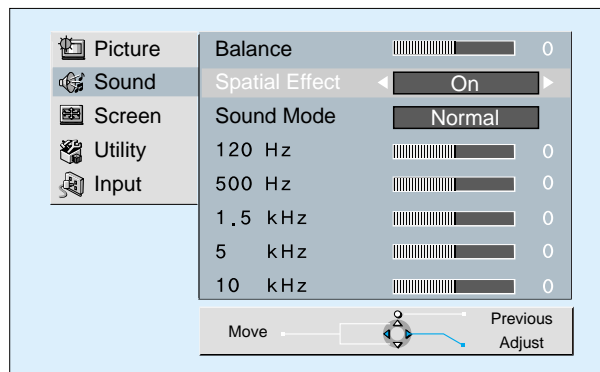 Picture
Sound
Screen
Utility
Input
Balance 0
Spatial Effect On
Sound Mode Normal
120 Hz 0
500 Hz 0
1.5 kHz 0
5 kHz 0
10 kHz 0
Move
Previous
Adjust